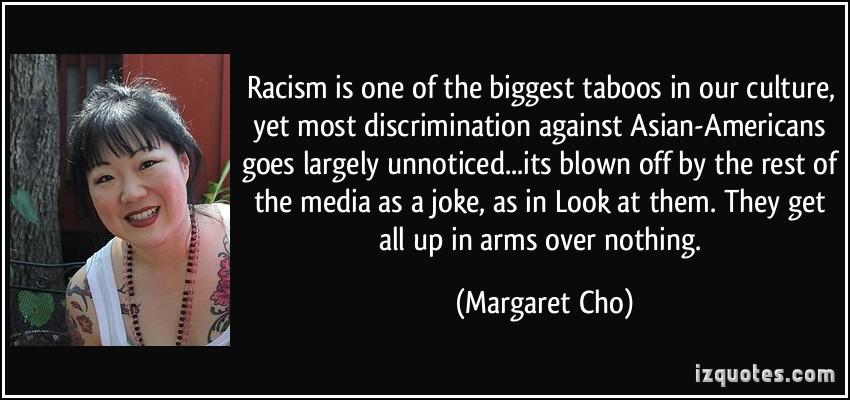 Racism is one of the biggest taboos in our culture,
yet most discrimination against Asian-Americans
goes largely unnoticed...its blown off by the rest of
the media as a joke, as in Look at them. They get
all up in arms over nothing.
(Margaret Cho)
izquotes.com